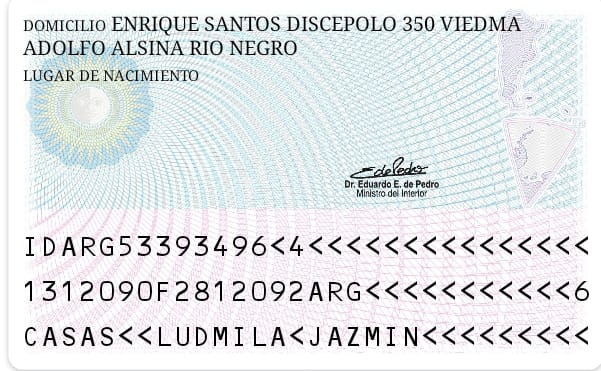 DOMICILIO ENRIQUE SANTOS DISCEPOLO 350 VIEDMA
ADOLFO ALSINA RIO NEGRO
LUGAR DE NACIMIENTO
EdePedro
Dr. Eduardo E. de Pedro
Ministro del Interior
IDARG53393496<4<<<<<<<<<<<<<<<
1312090F2812092ARG<<<<<<<<<<<6
CASAS<<LUDMILA<JAZMIN<<<<<<<<<